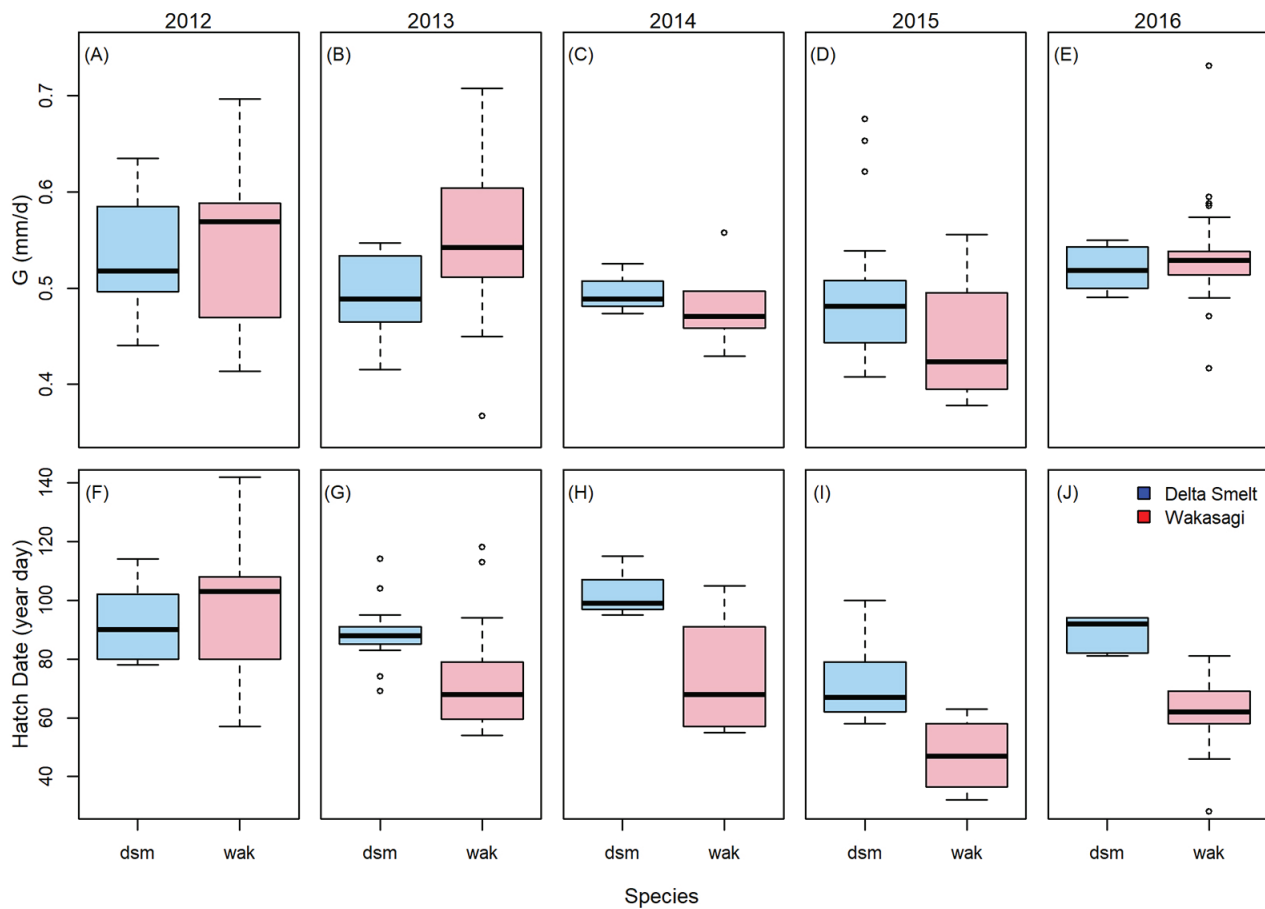 2012 2013 2014 2015 2016
(A) (B) (C) (D) (E)
G (mm/d)
0.7
0.6
0.5
0.4
(F) (G) (H) (I) (J)
Delta Smelt
Wakasagi
Hatch Date (year day)
140
120
100
80
60
40
dsm wak dsm wak dsm wak dsm wak dsm wak
Species